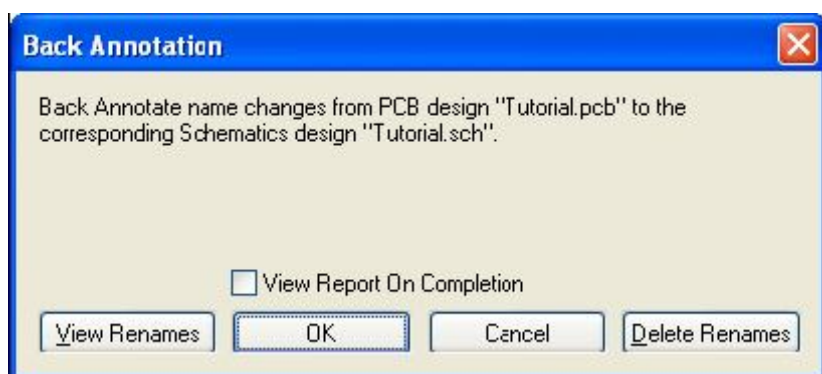 Back Annotation
Back Annotate name changes from PCB design "Tutorial.pcb" to the
corresponding Schematics design "Tutorial.sch".
View Report On Completion
View Renames OK Cancel Delete Renames